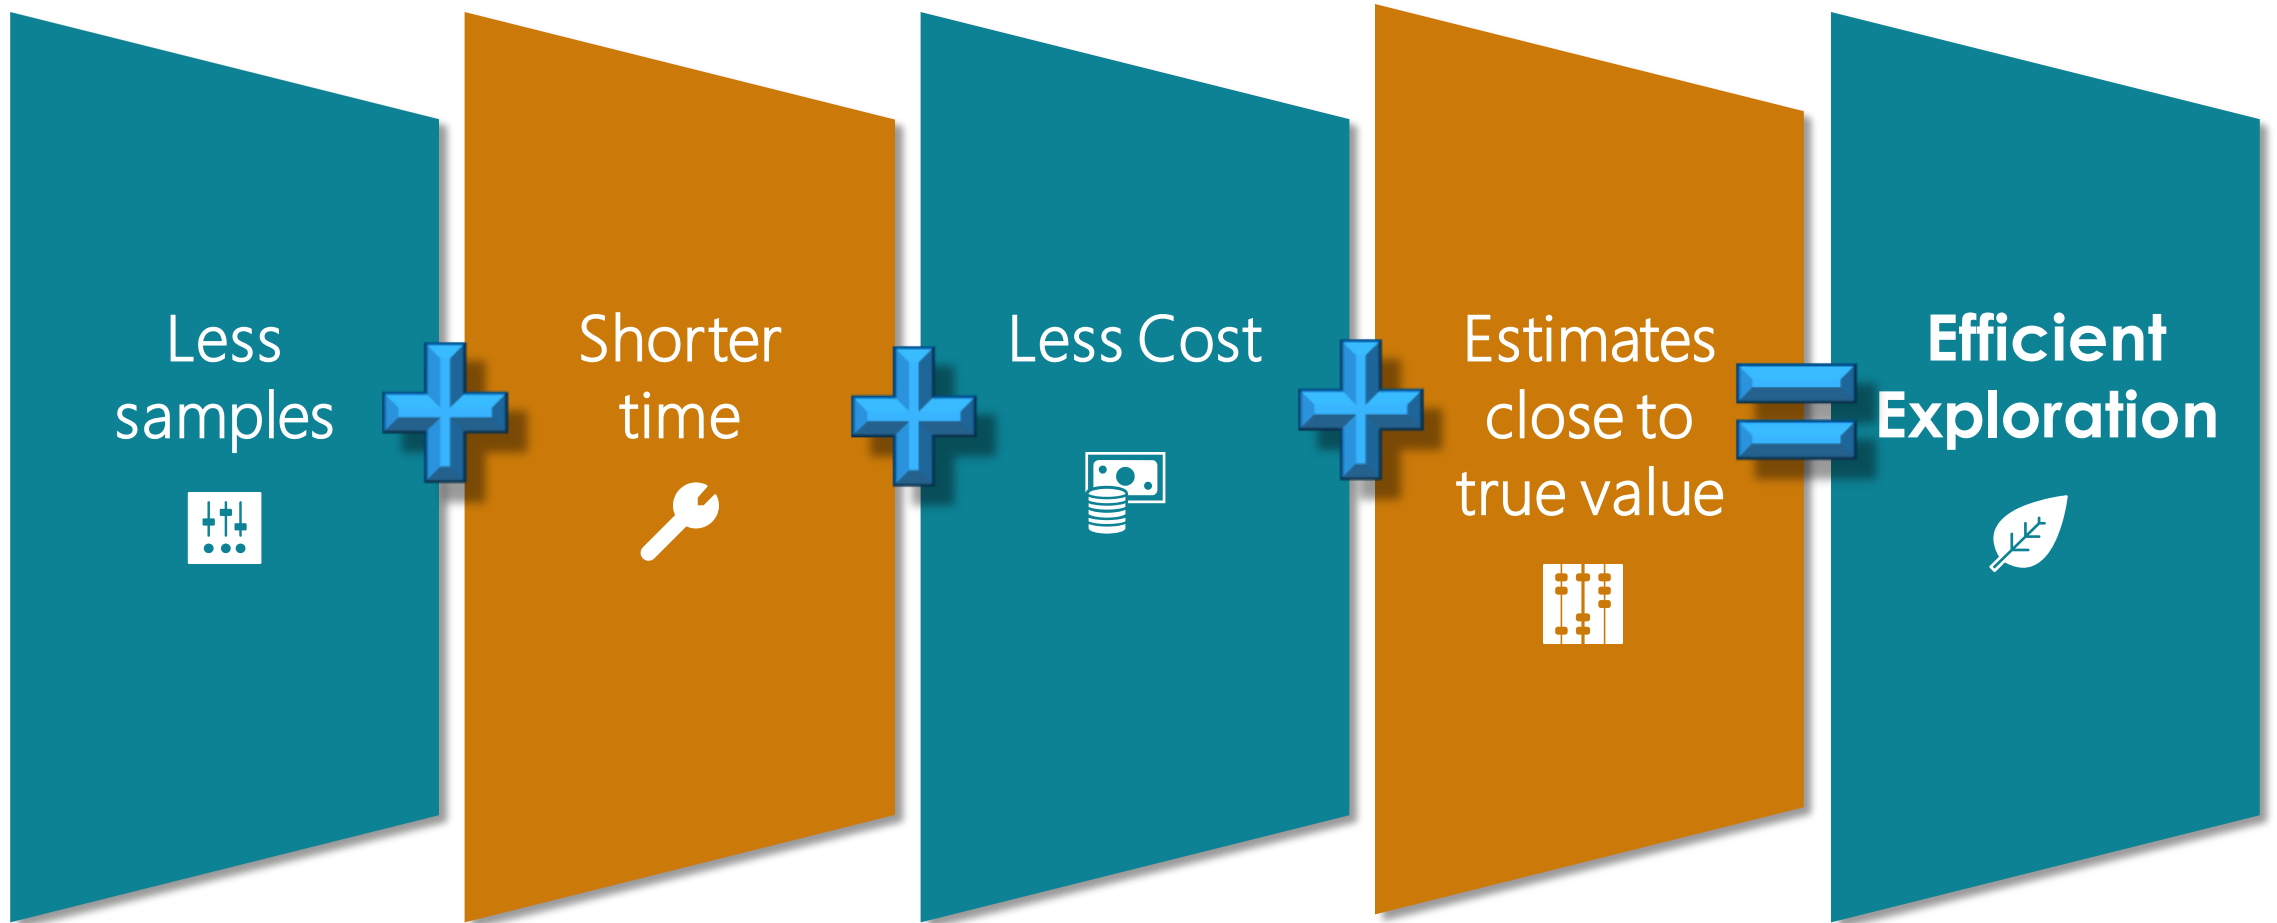 Less
samples
Shorter
time
Less Cost
Estimates
close to
true value
Efficient
Exploration